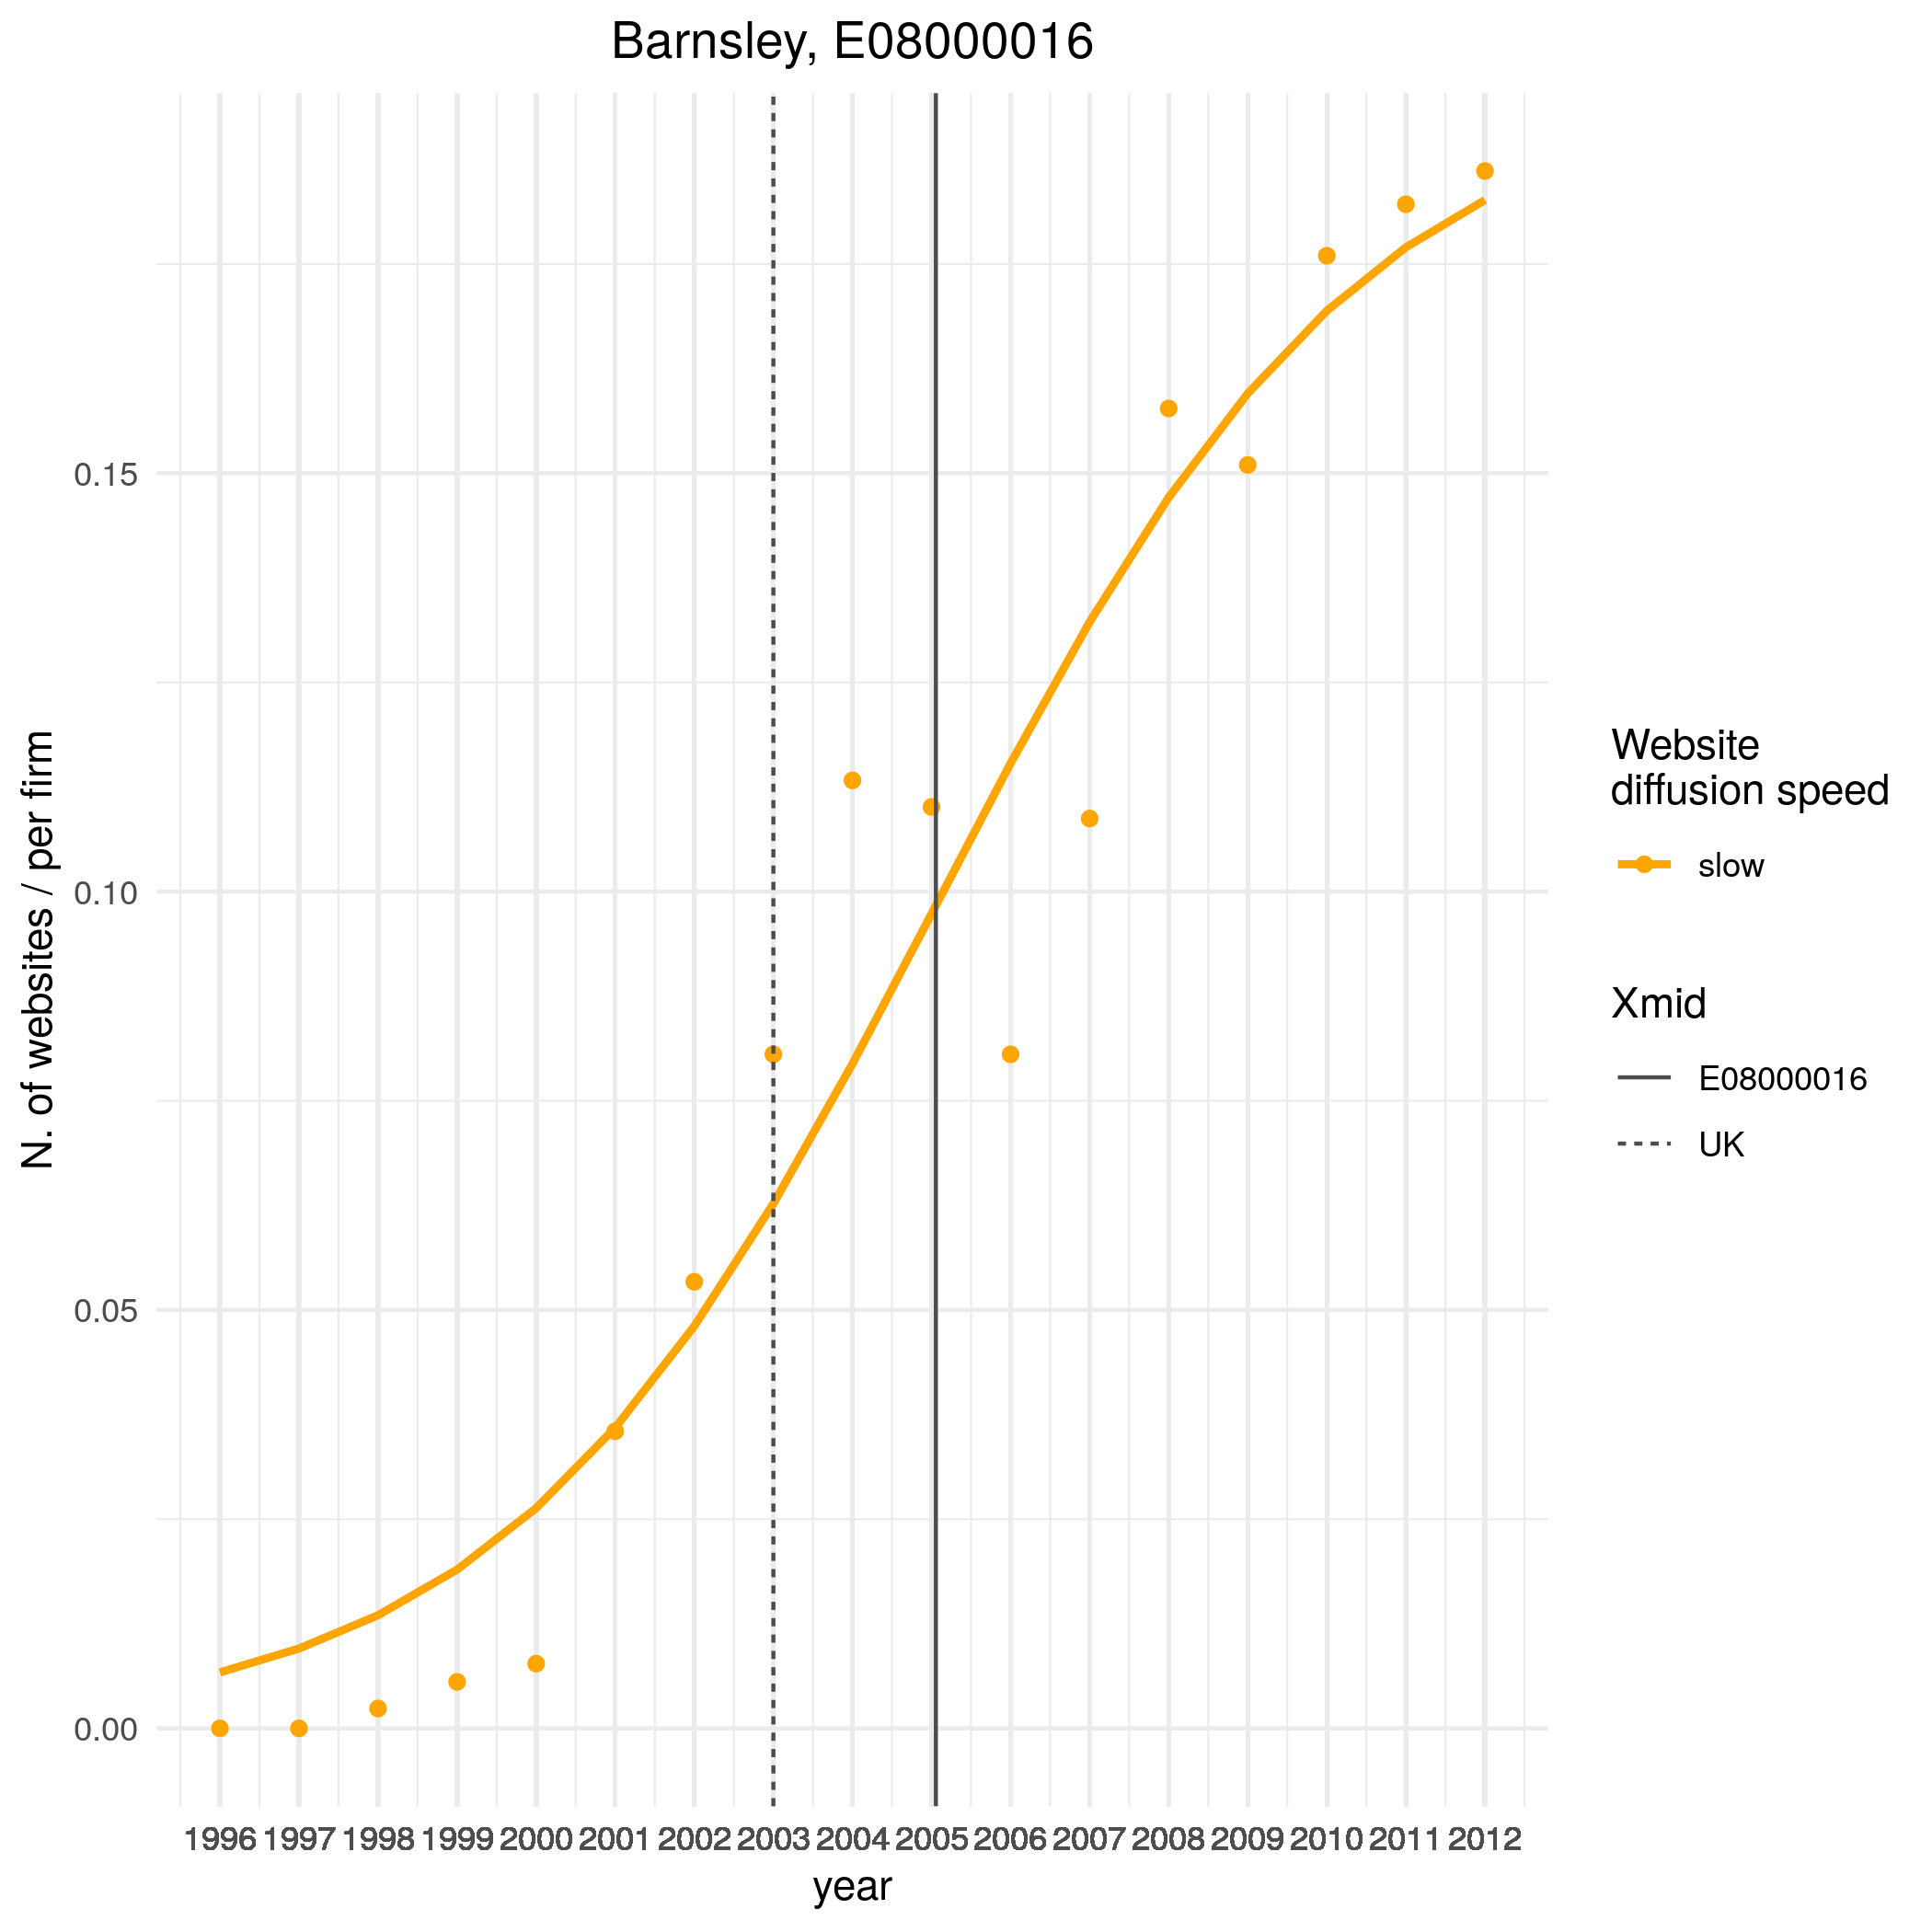 Barnsley, E08000016
N. of websites / per firm
0.15
0.10
0.05
0.00
1996 1997 1998 1999 2000 2001 2002 2003 2004 2005 2006 2007 2008 2009 2010 2011 2012
year
Website
diffusion speed
slow
Xmid
E08000016
UK